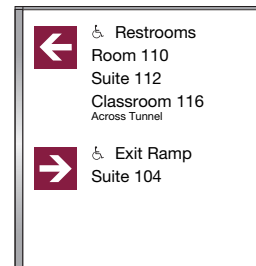 Restrooms
Room 110
Suite 112
Classroom 116
Across Tunnel
Exit Ramp
Suite 104